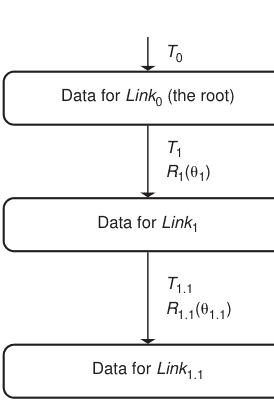 T₀
Data for Link₀ (the root)
T₁
R₁(θ₁)
Data for Link₁
T₁.₁
R₁.₁(θ₁.₁)
Data for Link₁.₁